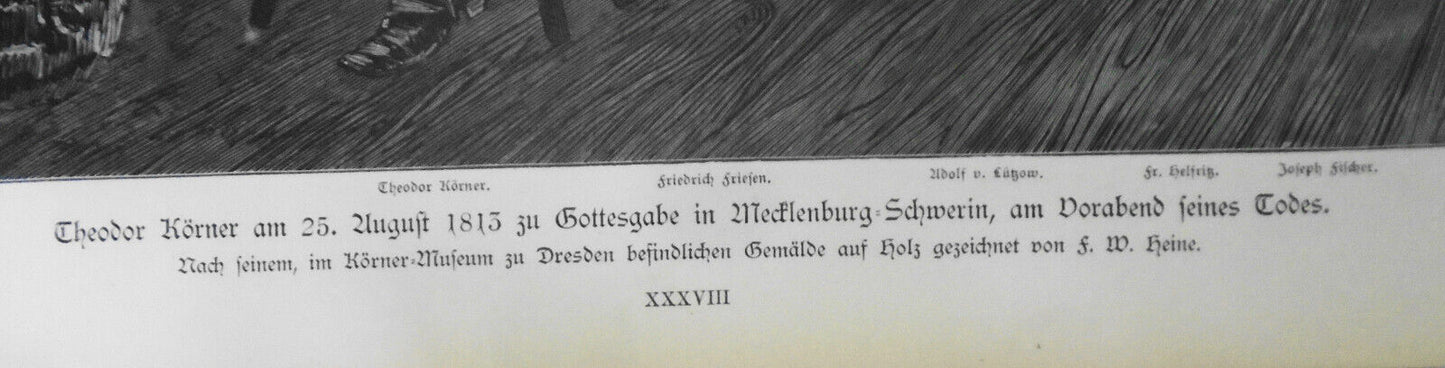 Theodor Körner. Friedrich Friesen. Adolf v. Lützow. Fr. Helfritz. Joseph Fischer.
Theodor Körner am 25. August 1813 zu Gottesgabe in Mecklenburg-Schwerin, am Vorabend seines Todes.
Nach seinem, im Körner-Museum zu Dresden befindlichen Gemälde auf Holz gezeichnet von F. W. Heine.
XXXVIII